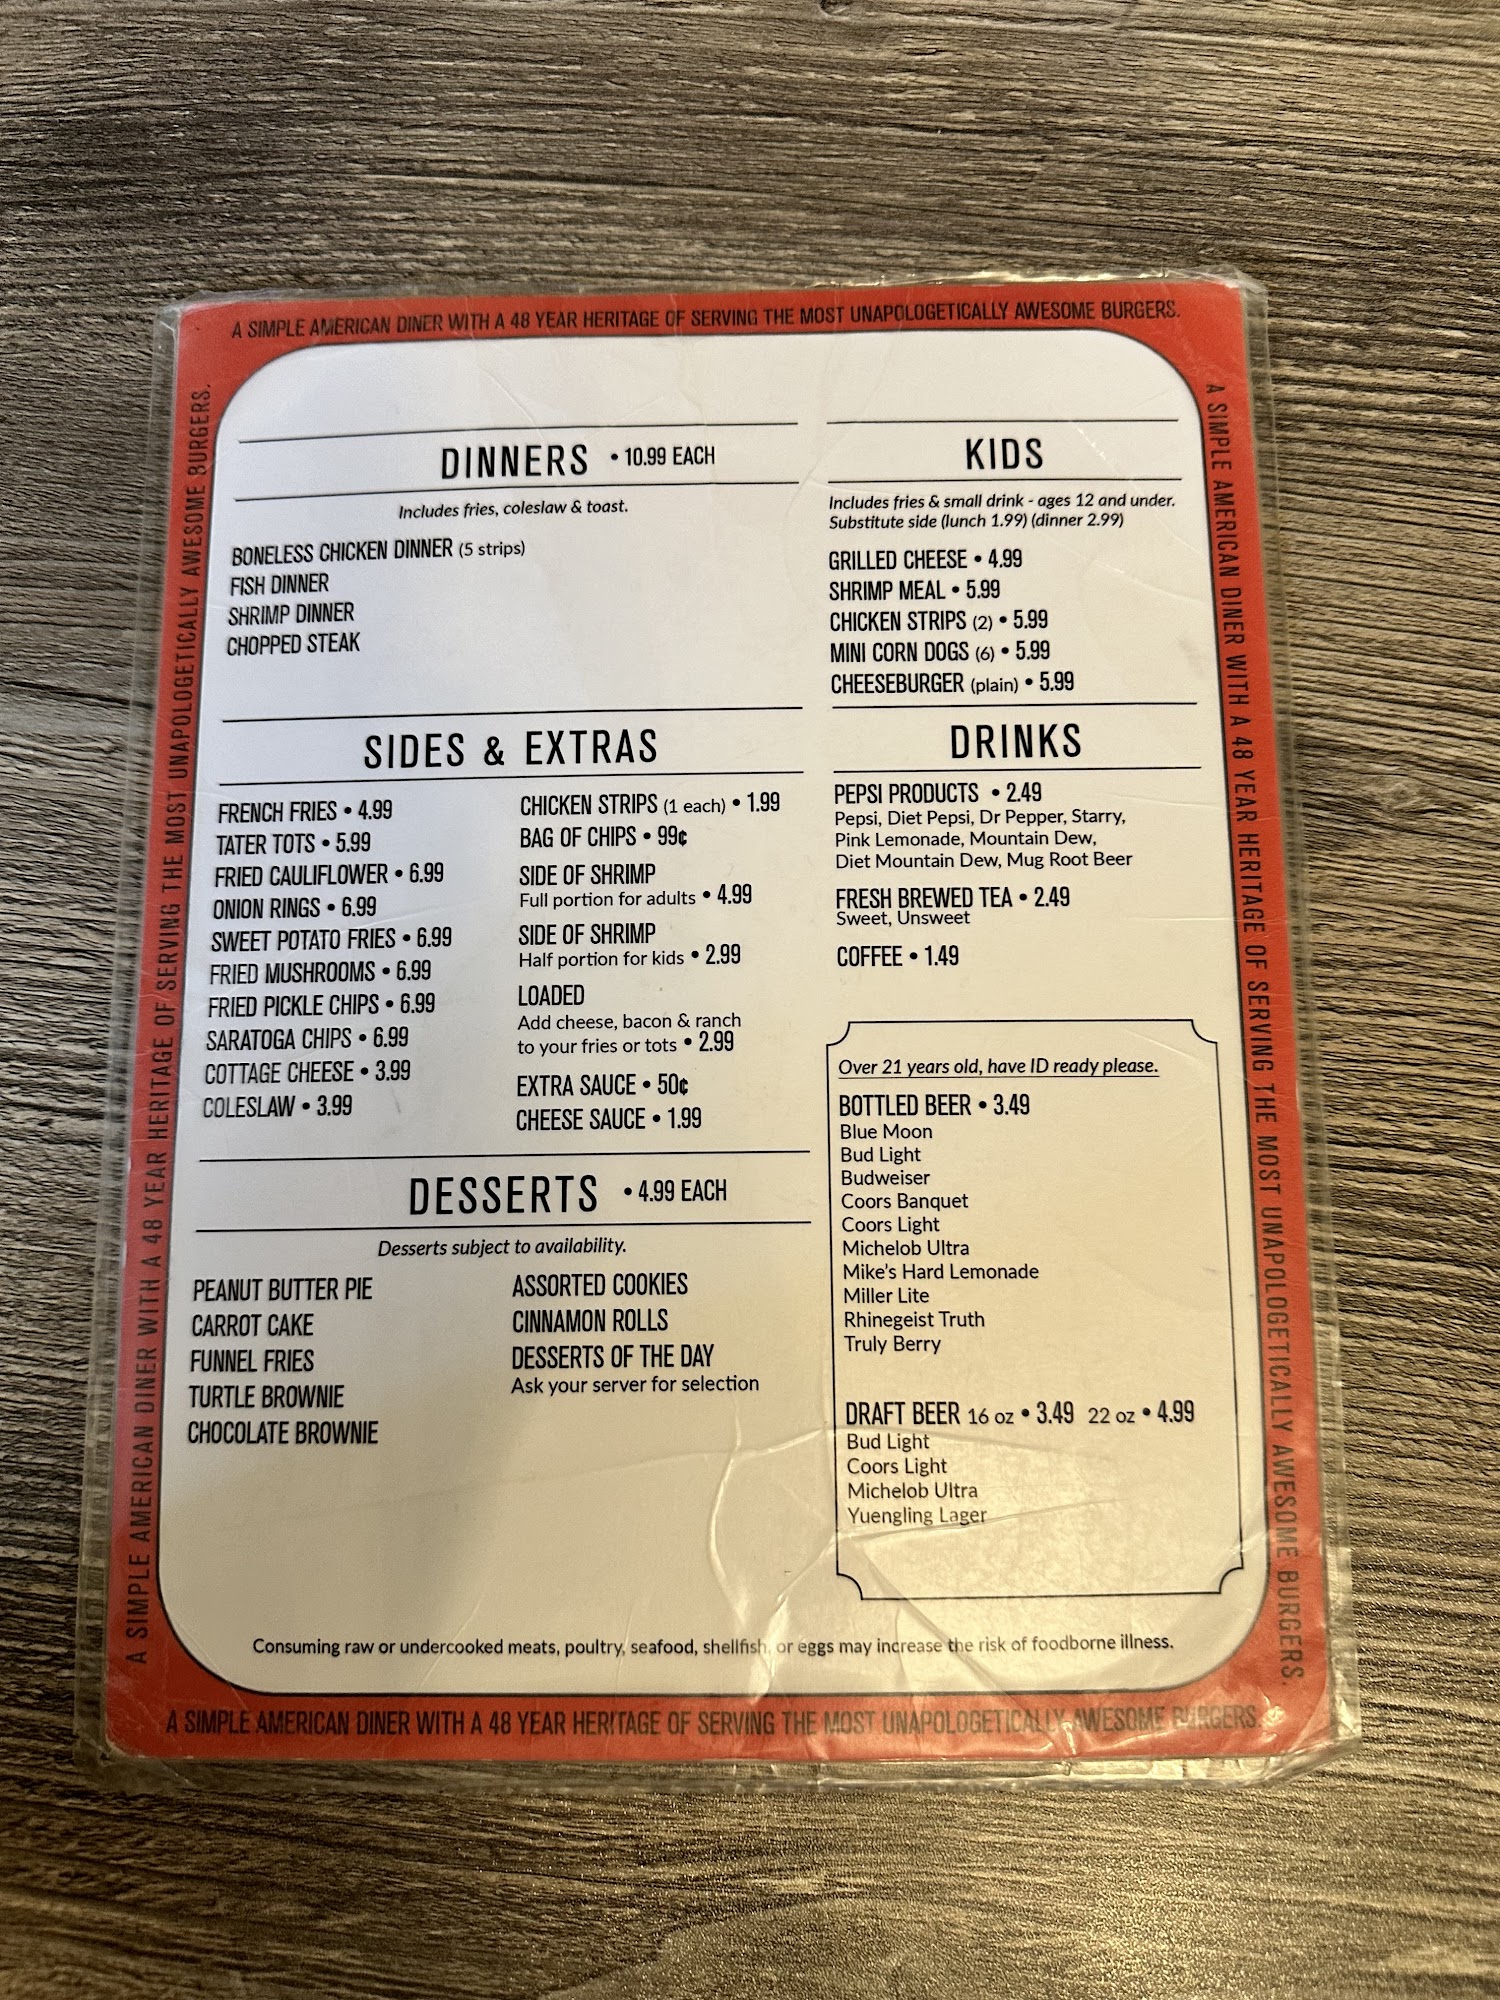 A SIMPLE AMERICAN DINER WITH A 48 YEAR HERITAGE OF SERVING THE MOST UNAPOLOGETICALLY AWESOME BURGERS.
A SIMPLE AMERICAN DINER WITH A 48 YEAR HERITAGE OF SERVING THE MOST UNAPOLOGETICALLY AWESOME BURGERS.
DINNERS • 10.99 EACH
Includes fries, coleslaw & toast.
BONELESS CHICKEN DINNER (5 strips)
FISH DINNER
SHRIMP DINNER
CHOPPED STEAK
SIDES & EXTRAS
FRENCH FRIES • 4.99
TATER TOTS • 5.99
FRIED CAULIFLOWER • 6.99
ONION RINGS • 6.99
SWEET POTATO FRIES • 6.99
FRIED MUSHROOMS • 6.99
FRIED PICKLE CHIPS • 6.99
SARATOGA CHIPS • 6.99
COTTAGE CHEESE • 3.99
COLESLAW • 3.99
CHICKEN STRIPS (1 each) • 1.99
BAG OF CHIPS • 99¢
SIDE OF SHRIMP
Full portion for adults • 4.99
SIDE OF SHRIMP
Half portion for kids • 2.99
LOADED
Add cheese, bacon & ranch
to your fries or tots • 2.99
EXTRA SAUCE • 50¢
CHEESE SAUCE • 1.99
DESSERTS • 4.99 EACH
Desserts subject to availability.
PEANUT BUTTER PIE
CARROT CAKE
FUNNEL FRIES
TURTLE BROWNIE
CHOCOLATE BROWNIE
ASSORTED COOKIES
CINNAMON ROLLS
DESSERTS OF THE DAY
Ask your server for selection
KIDS
Includes fries & small drink - ages 12 and under.
Substitute side (lunch 1.99) (dinner 2.99)
GRILLED CHEESE • 4.99
SHRIMP MEAL • 5.99
CHICKEN STRIPS (2) • 5.99
MINI CORN DOGS (6) • 5.99
CHEESEBURGER (plain) • 5.99
DRINKS
PEPSI PRODUCTS • 2.49
Pepsi, Diet Pepsi, Dr Pepper, Starry,
Pink Lemonade, Mountain Dew,
Diet Mountain Dew, Mug Root Beer
FRESH BREWED TEA • 2.49
Sweet, Unsweet
COFFEE • 1.49
Over 21 years old, have ID ready please.
BOTTLED BEER • 3.49
Blue Moon
Bud Light
Budweiser
Coors Banquet
Coors Light
Michelob Ultra
Mike's Hard Lemonade
Miller Lite
Rhinegeist Truth
Truly Berry
DRAFT BEER 16 oz • 3.49 22 oz • 4.99
Bud Light
Coors Light
Michelob Ultra
Yuengling Lager
Consuming raw or undercooked meats, poultry, seafood, shellfish, or eggs may increase the risk of foodborne illness.
A SIMPLE AMERICAN DINER WITH A 48 YEAR HERITAGE OF SERVING THE MOST UNAPOLOGETICALLY AWESOME BURGERS.
A SIMPLE AMERICAN DINER WITH A 48 YEAR HERITAGE OF SERVING THE MOST UNAPOLOGETICALLY AWESOME BURGERS.